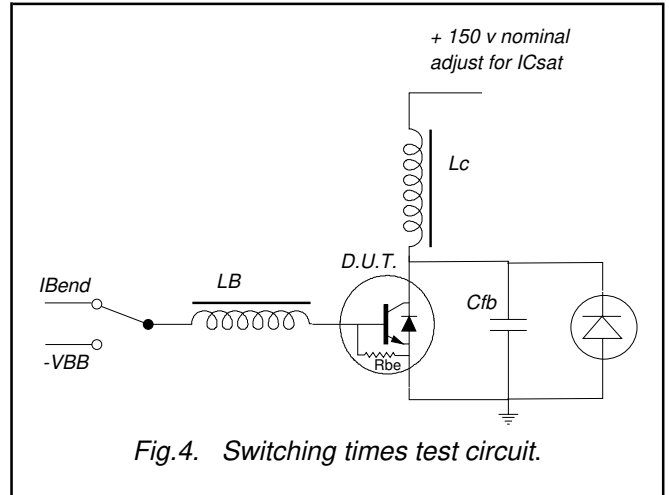 + 150 v nominal
adjust for ICsat
Lc
D.U.T.
IBend
LB
Cfb
-VBB
Rbe
Fig.4. Switching times test circuit.